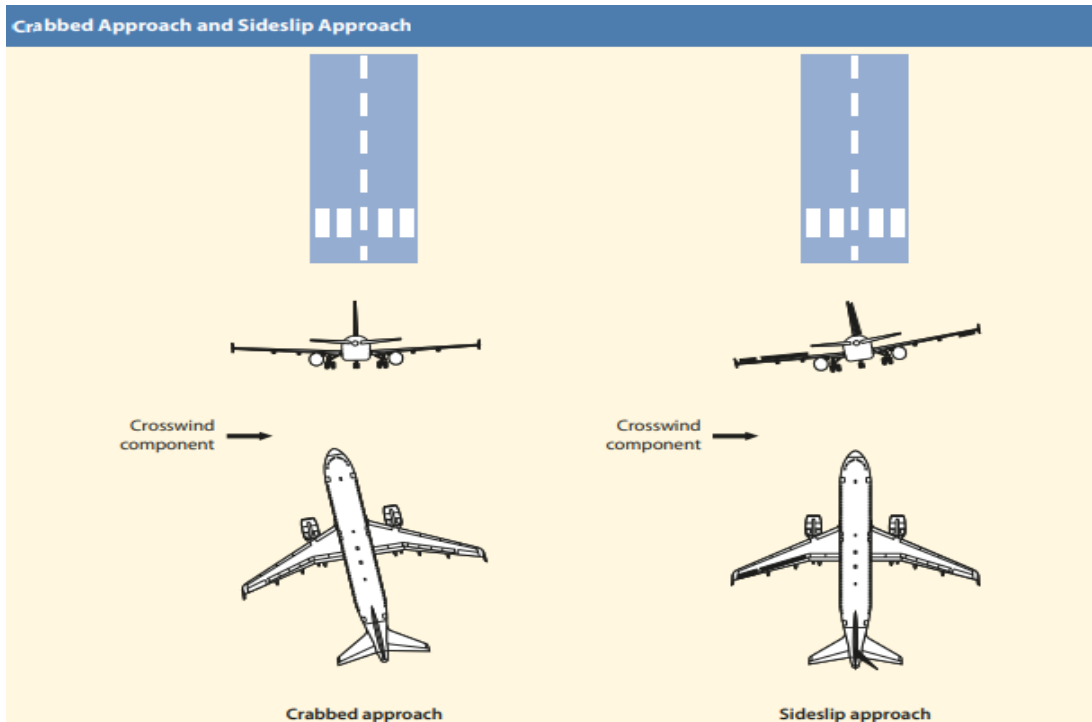 Crabbed Approach and Sideslip Approach
Crosswind
component
Crosswind
component
Crabbed approach
Sideslip approach